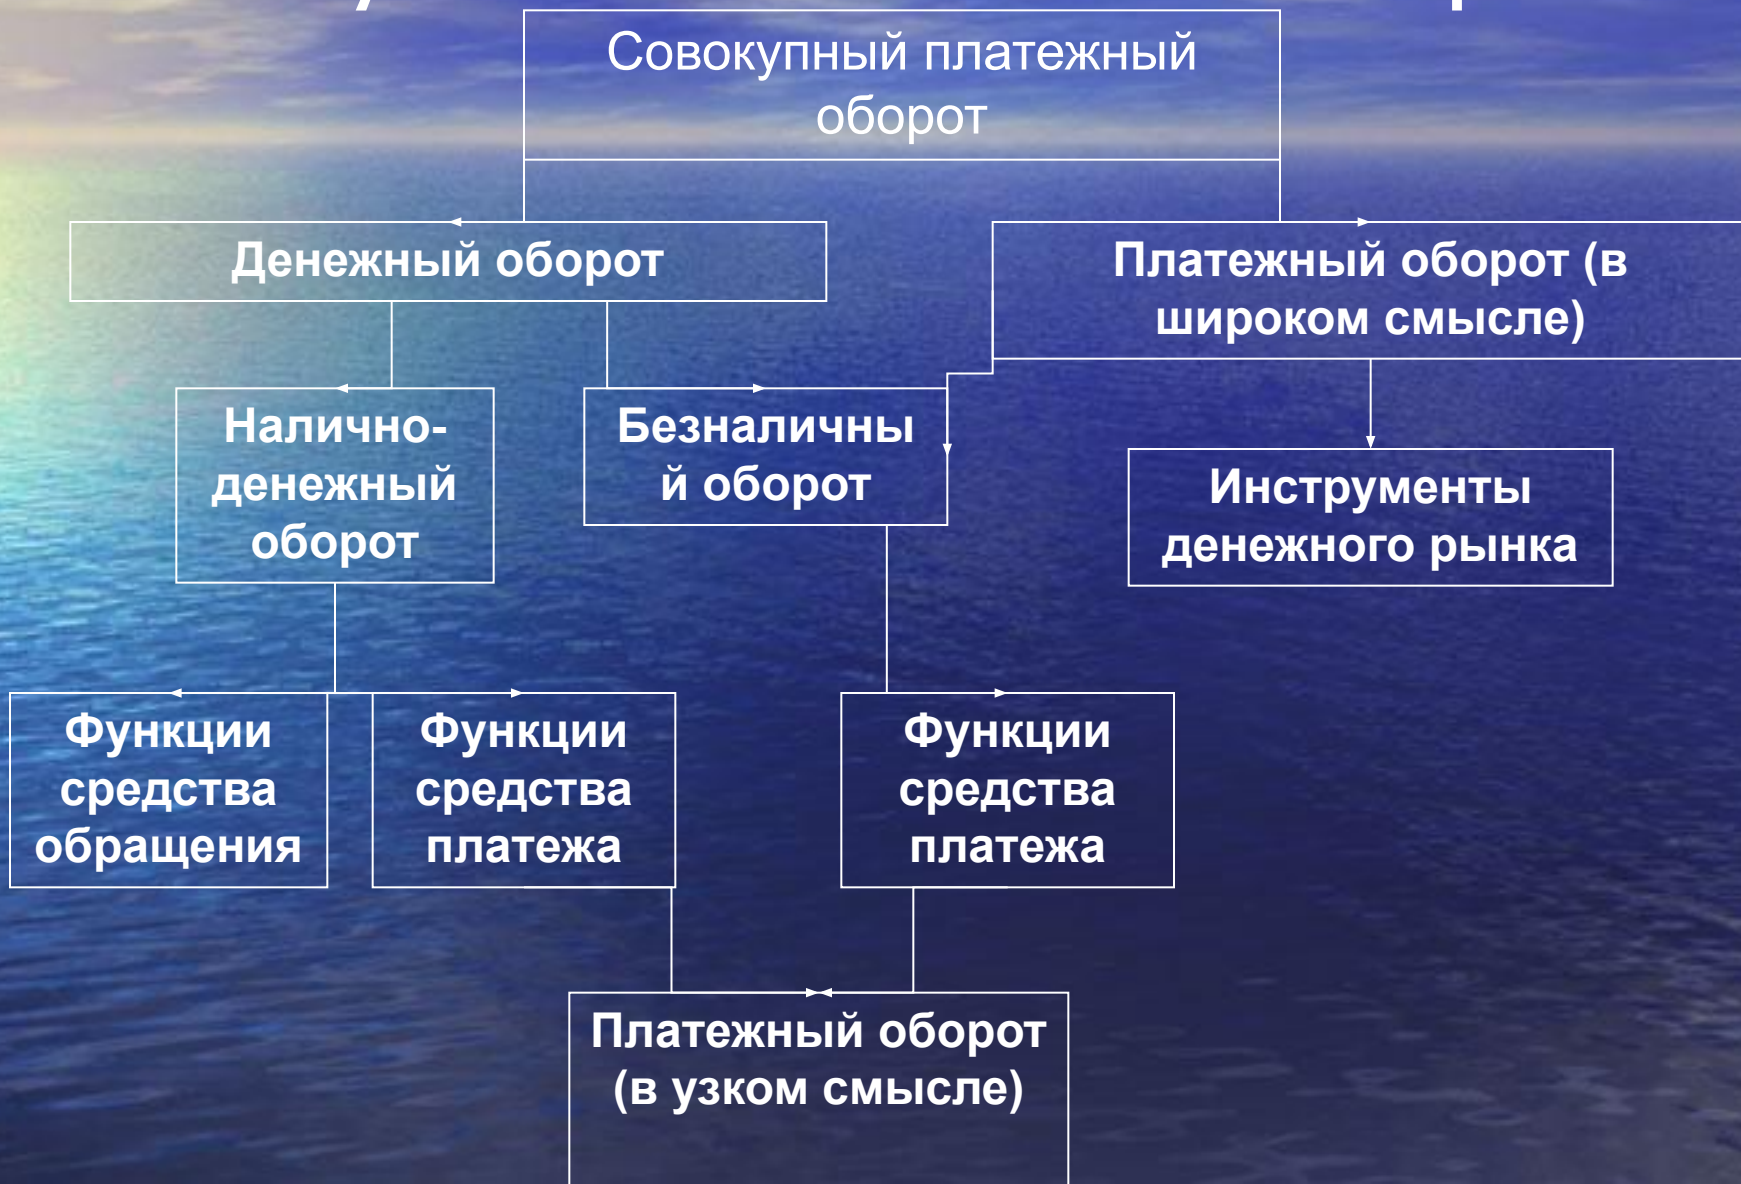 Совокупный платежный
оборот
Денежный оборот
Платежный оборот (в
широком смысле)
Налично-
денежный
оборот
Безналичны
й оборот
Инструменты
денежного рынка
Функции
средства
обращения
Функции
средства
платежа
Функции
средства
платежа
Платежный оборот
(в узком смысле)